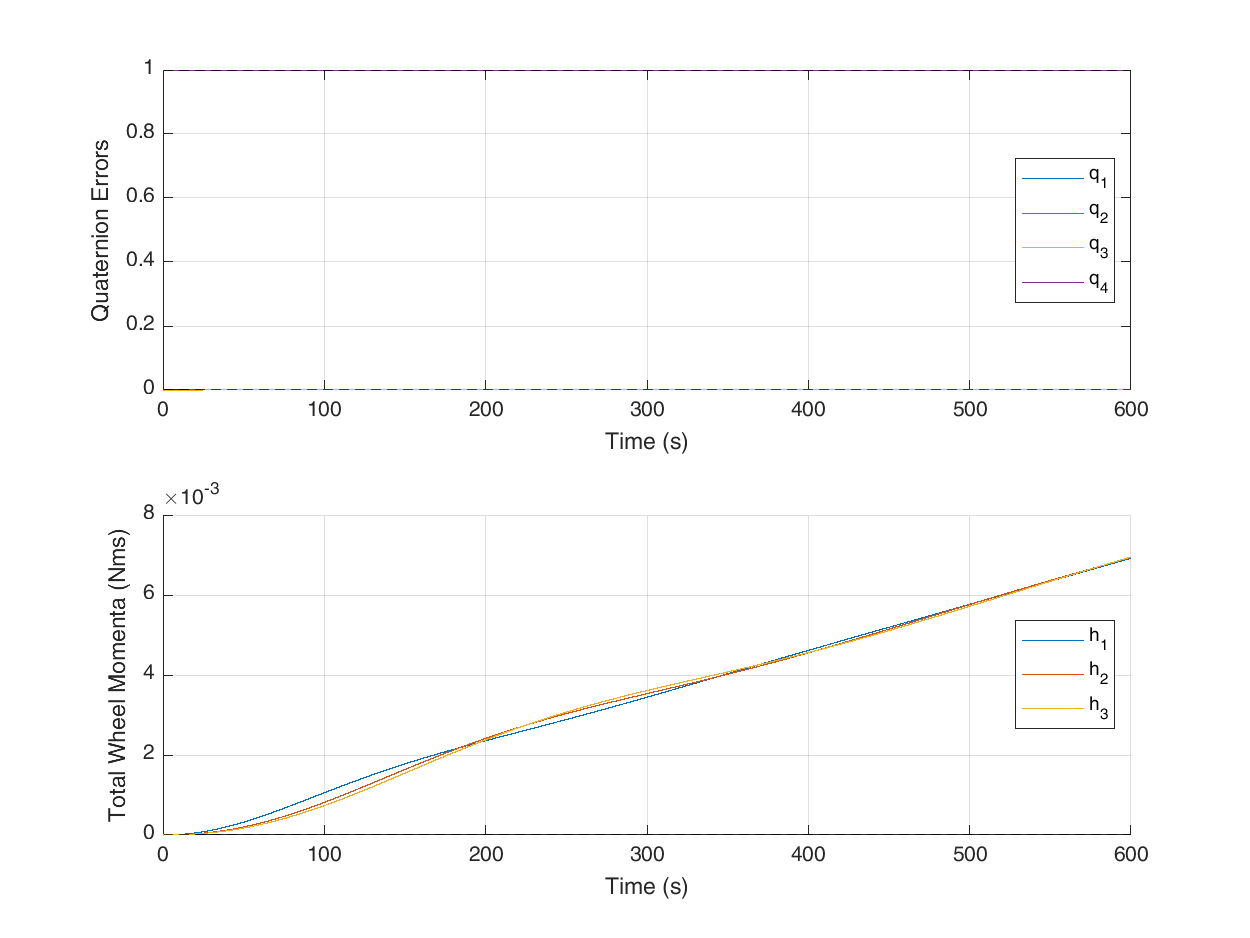 1
0.8
0.6
0.4
0.2
0
Quaternion Errors
q1
q2
q3
q4
0 100 200 300 400 500 600
Time (s)
×10-3
8
6
4
2
0
Total Wheel Momenta (Nms)
h1
h2
h3
0 100 200 300 400 500 600
Time (s)